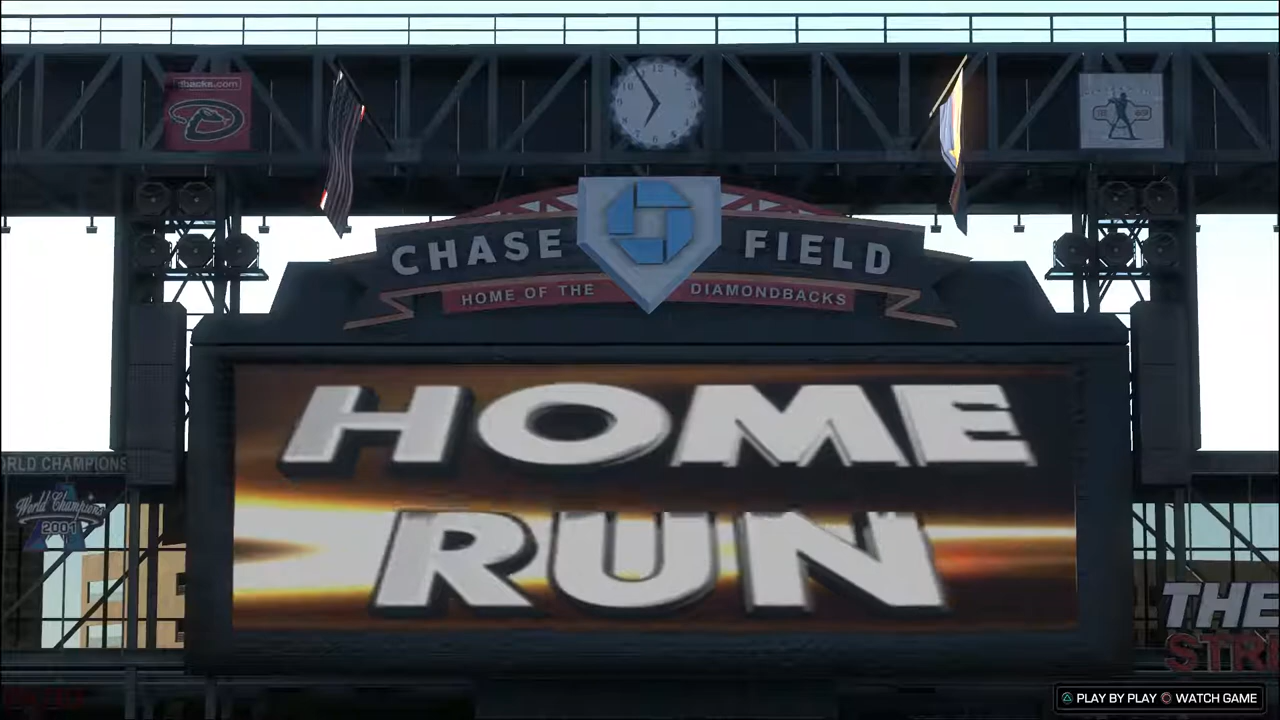 dbacks.com
CHASE FIELD
HOME OF THE DIAMONDBACKS
HOME
RUN
ORLD CHAMPIONS
World Champions
2001
THE
STR
PLAY BY PLAY WATCH GAME